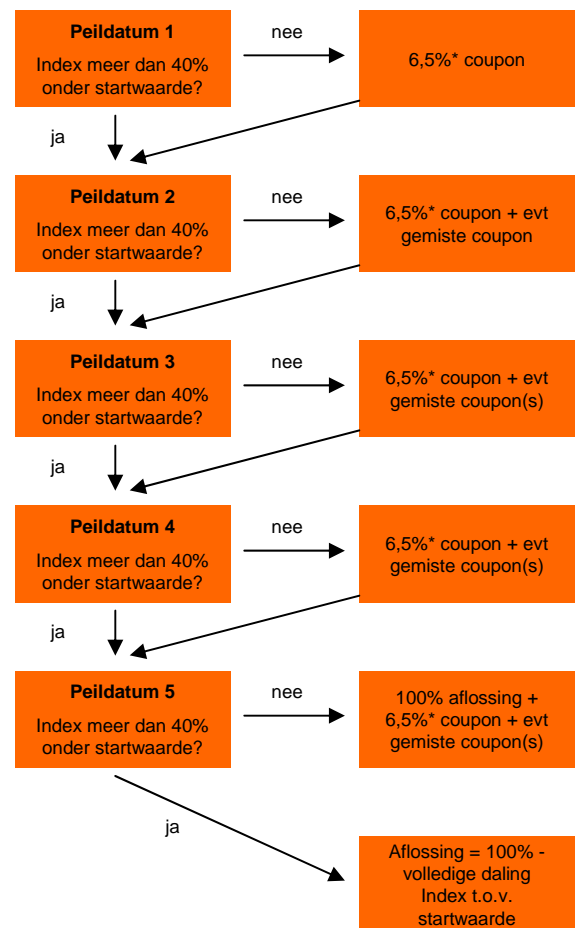 Peildatum 1
Index meer dan 40%
onder startwaarde?
nee
6,5%* coupon
ja
Peildatum 2
Index meer dan 40%
onder startwaarde?
nee
6,5%* coupon + evt
gemiste coupon
ja
Peildatum 3
Index meer dan 40%
onder startwaarde?
nee
6,5%* coupon + evt
gemiste coupon(s)
ja
Peildatum 4
Index meer dan 40%
onder startwaarde?
nee
6,5%* coupon + evt
gemiste coupon(s)
ja
Peildatum 5
Index meer dan 40%
onder startwaarde?
nee
100% aflossing +
6,5%* coupon + evt
gemiste coupon(s)
ja
Aflossing = 100% -
volledige daling
Index t.o.v.
startwaarde